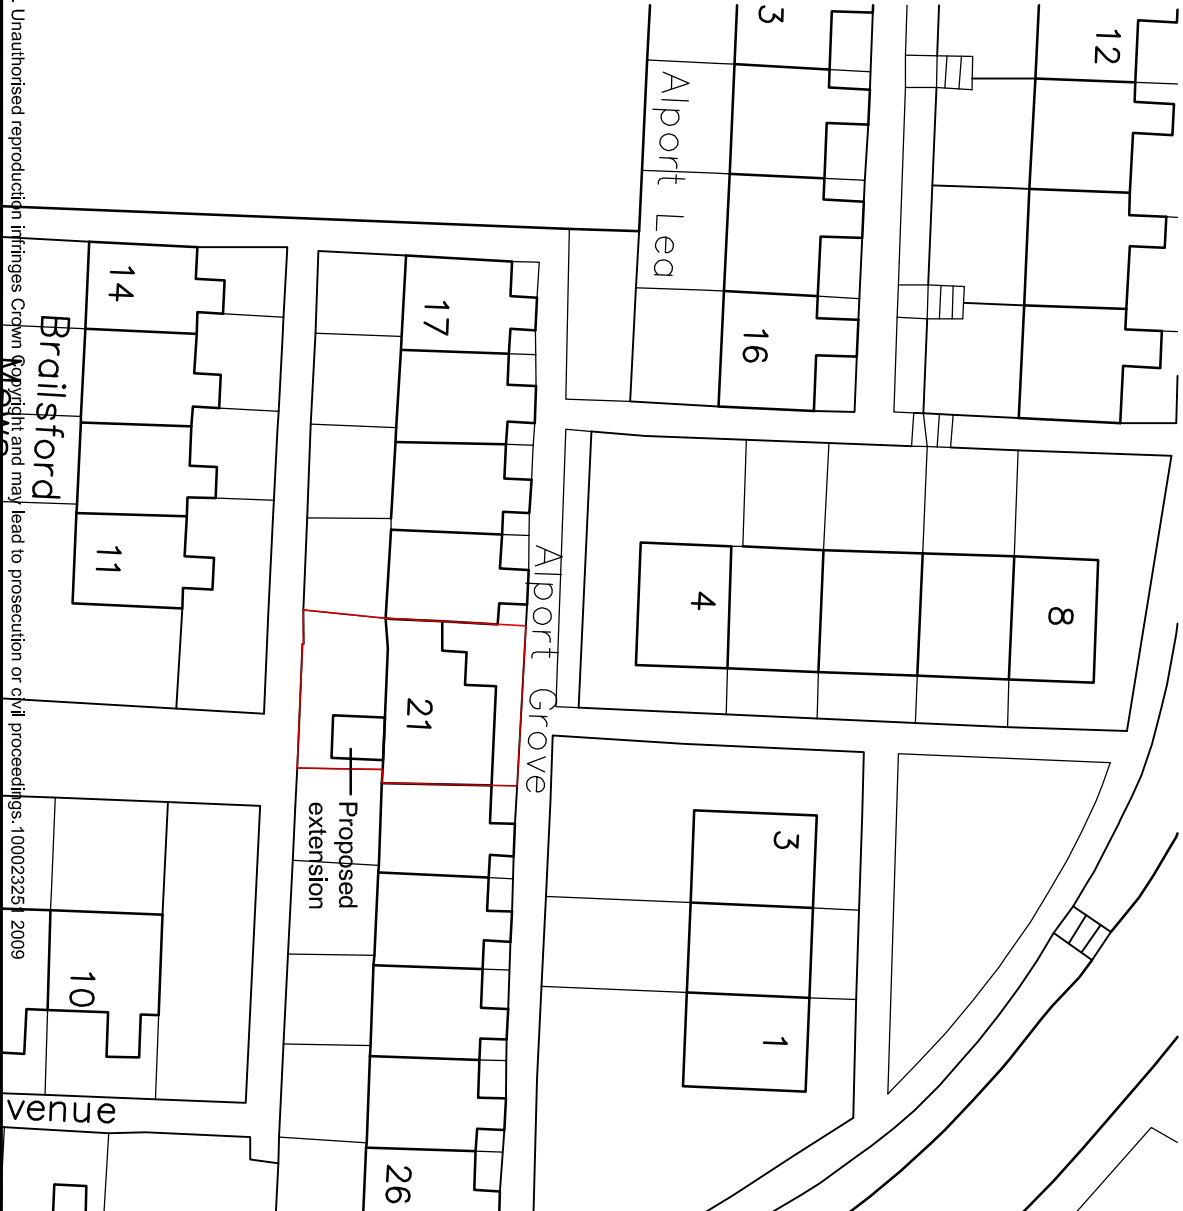 3
12
Alport Lea
16
14
17
Brailsford
Mews
11
4
8
Alport Grove
21
Proposed
extension
3
1
10
venue
26
Unauthorised reproduction infringes Crown Copyright and may lead to prosecution or civil proceedings.100023251 2009